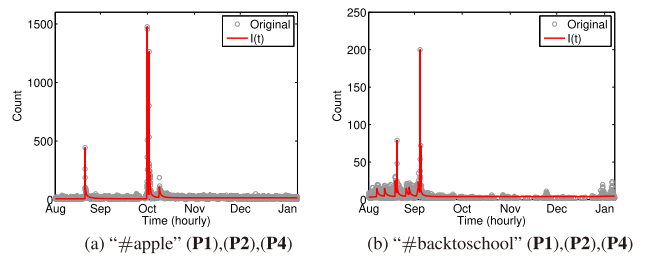 1500
1000
500
0
Count
Original
I(t)
Aug Sep Oct Nov Dec Jan
Time (hourly)
(a) "#apple" (P1),(P2),(P4)
250
200
150
100
50
0
Count
Original
I(t)
Aug Sep Oct Nov Dec Jan
Time (hourly)
(b) "#backtoschool" (P1),(P2),(P4)